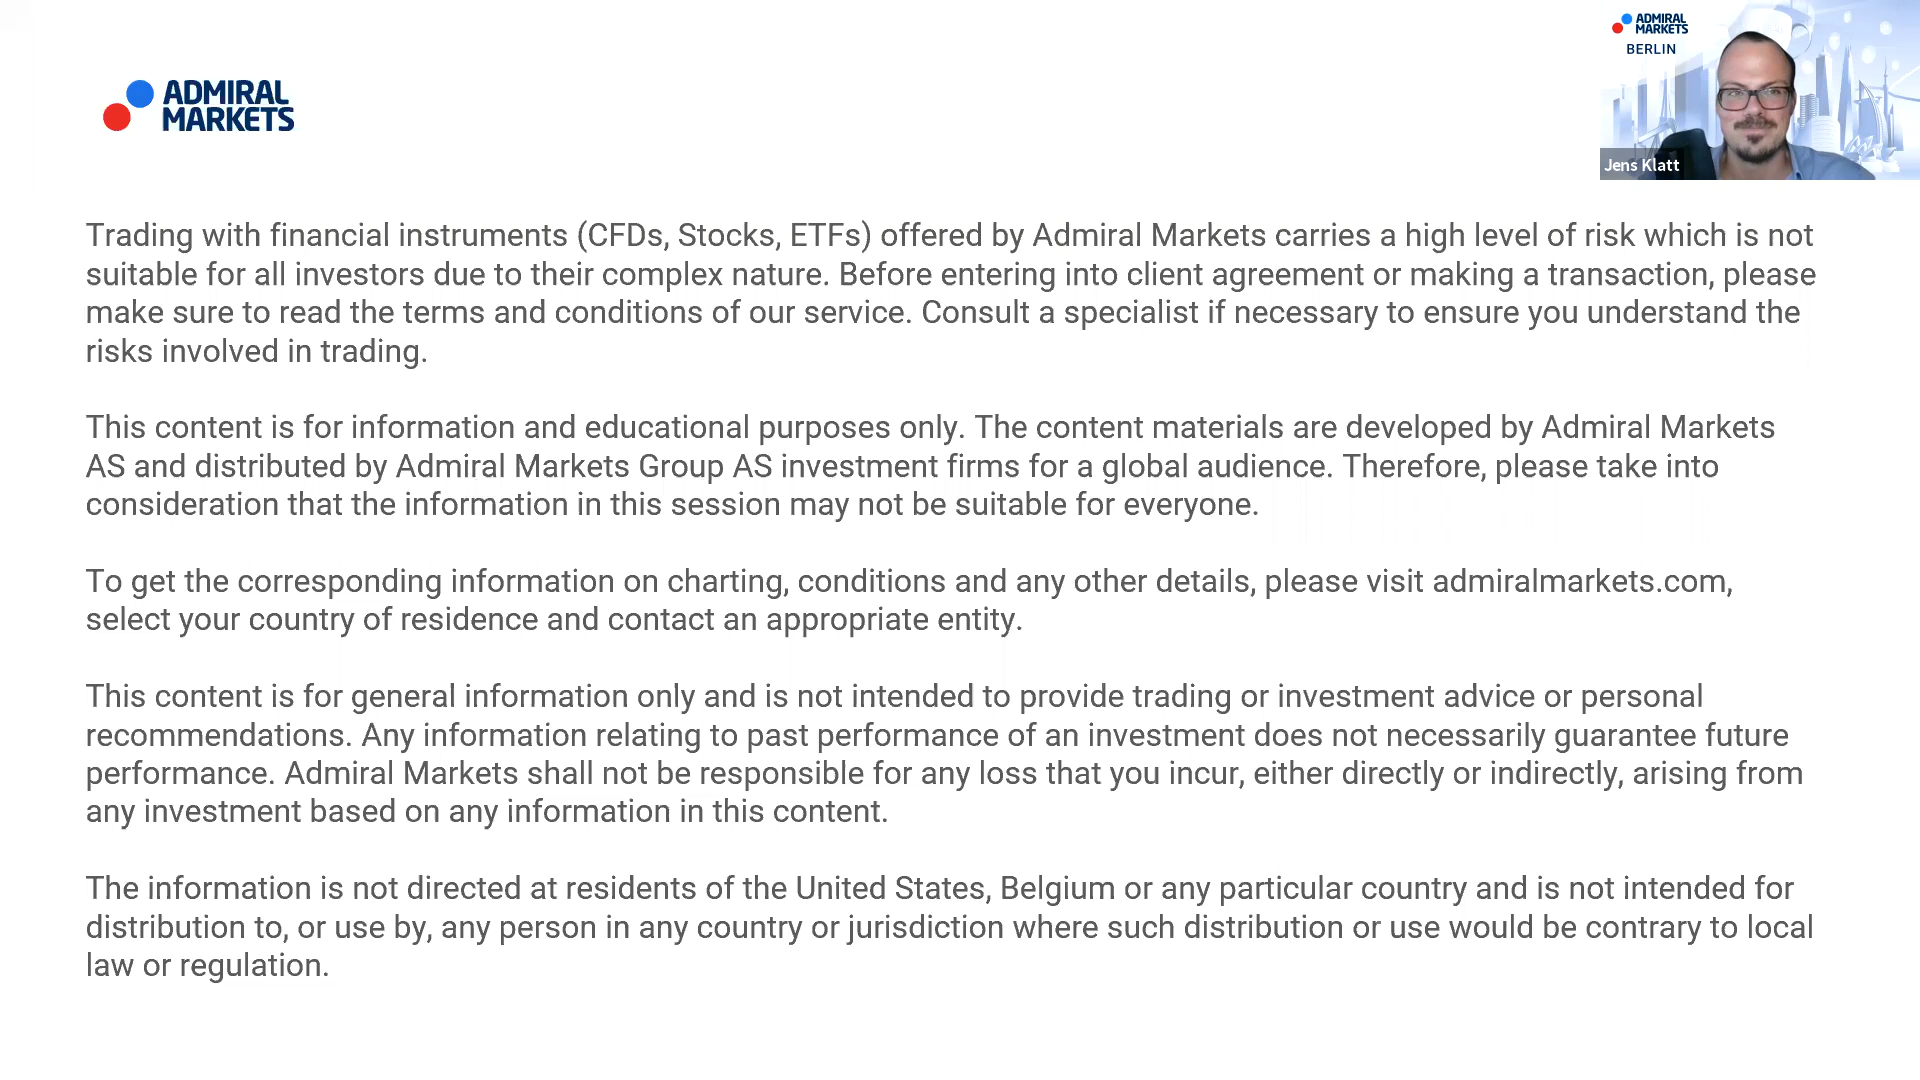 ADMIRAL
MARKETS
ADMIRAL
MARKETS
BERLIN
Jens Klatt
Trading with financial instruments (CFDs, Stocks, ETFs) offered by Admiral Markets carries a high level of risk which is not
suitable for all investors due to their complex nature. Before entering into client agreement or making a transaction, please
make sure to read the terms and conditions of our service. Consult a specialist if necessary to ensure you understand the
risks involved in trading.
This content is for information and educational purposes only. The content materials are developed by Admiral Markets
AS and distributed by Admiral Markets Group AS investment firms for a global audience. Therefore, please take into
consideration that the information in this session may not be suitable for everyone.
To get the corresponding information on charting, conditions and any other details, please visit admiralmarkets.com,
select your country of residence and contact an appropriate entity.
This content is for general information only and is not intended to provide trading or investment advice or personal
recommendations. Any information relating to past performance of an investment does not necessarily guarantee future
performance. Admiral Markets shall not be responsible for any loss that you incur, either directly or indirectly, arising from
any investment based on any information in this content.
The information is not directed at residents of the United States, Belgium or any particular country and is not intended for
distribution to, or use by, any person in any country or jurisdiction where such distribution or use would be contrary to local
law or regulation.